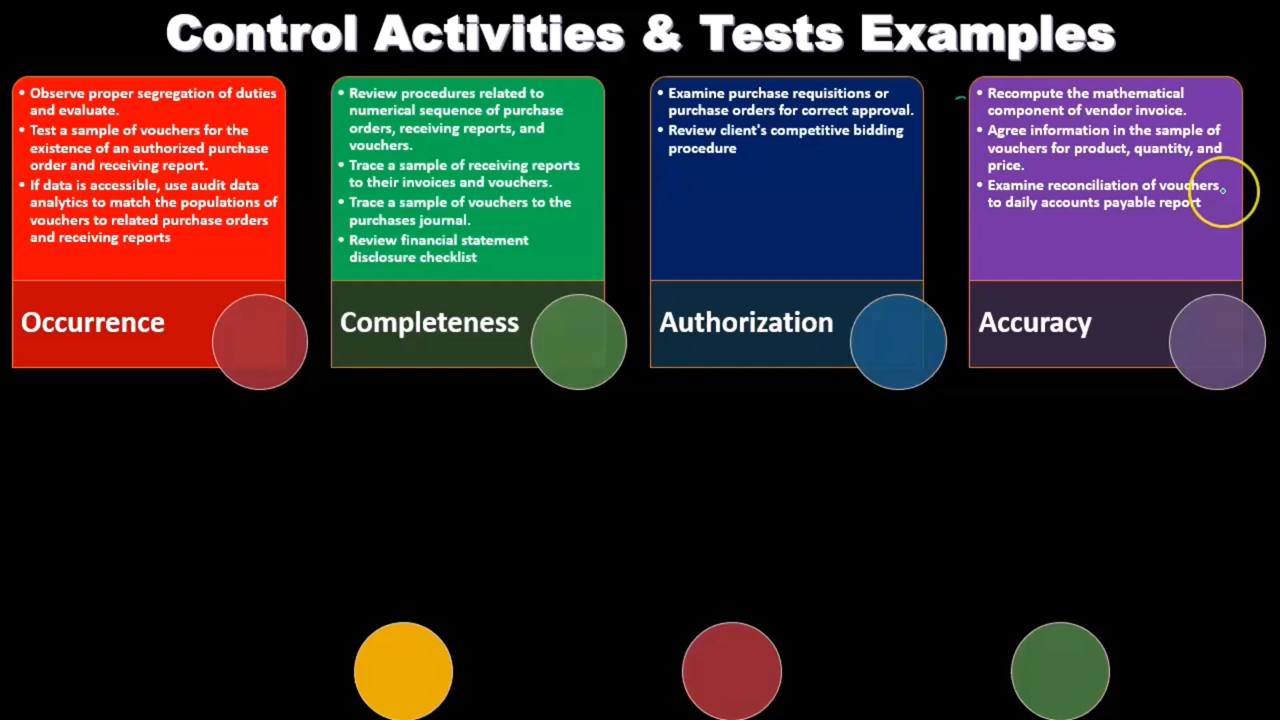 Control Activities & Tests Examples
• Observe proper segregation of duties
and evaluate.
• Test a sample of vouchers for the
existence of an authorized purchase
order and receiving report.
• If data is accessible, use audit data
analytics to match the populations of
vouchers to related purchase orders
and receiving reports
Occurrence
• Review procedures related to
numerical sequence of purchase
orders, receiving reports, and
vouchers.
• Trace a sample of receiving reports
to their invoices and vouchers.
• Trace a sample of vouchers to the
purchases journal.
• Review financial statement
disclosure checklist
Completeness
• Examine purchase requisitions or
purchase orders for correct approval.
• Review client's competitive bidding
procedure
Authorization
• Recompute the mathematical
component of vendor invoice.
• Agree information in the sample of
vouchers for product, quantity, and
price.
• Examine reconciliation of vouchers
to daily accounts payable report
Accuracy